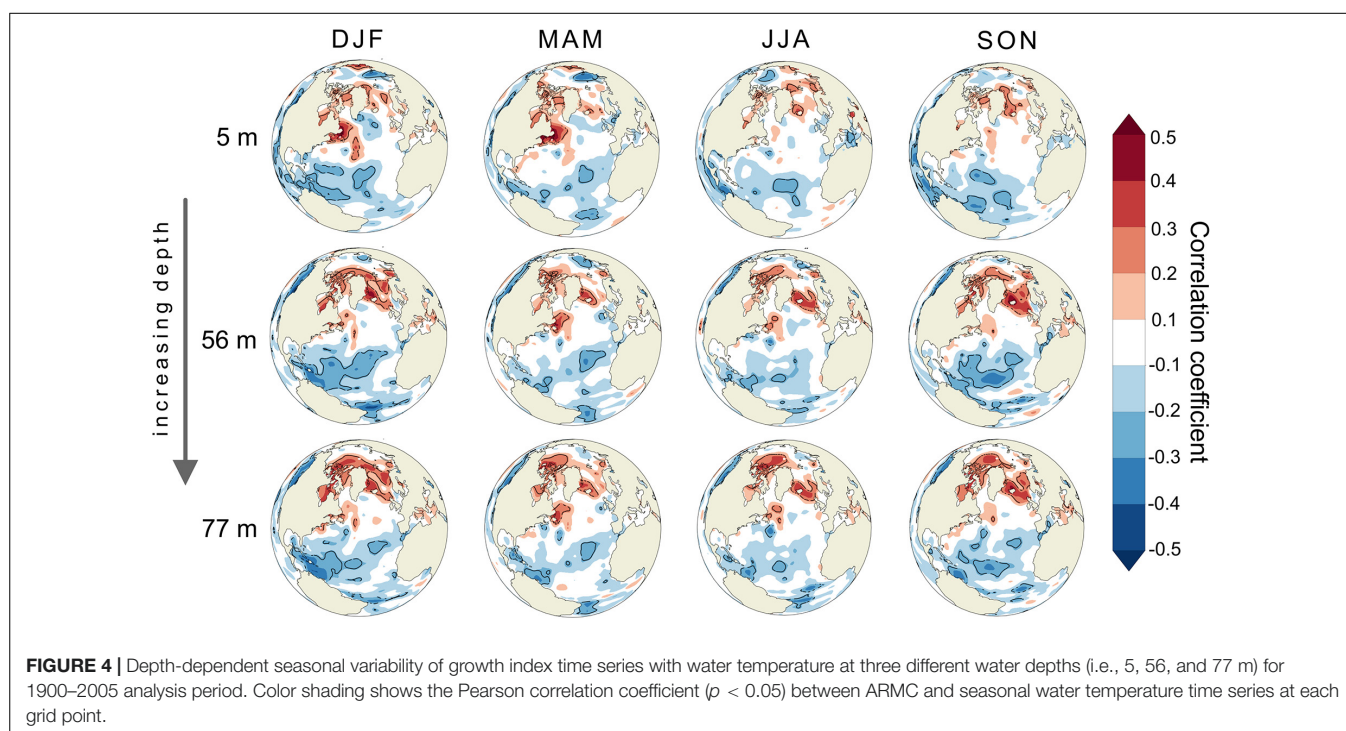 DJF MAM JJA SON
5 m
56 m
77 m
increasing depth
0.5
0.4
0.3
0.2
0.1
-0.1
-0.2
-0.3
-0.4
-0.5
Correlation coefficient
FIGURE 4 | Depth-dependent seasonal variability of growth index time series with water temperature at three different water depths (i.e., 5, 56, and 77 m) for
1900–2005 analysis period. Color shading shows the Pearson correlation coefficient (p < 0.05) between ARMC and seasonal water temperature time series at each
grid point.